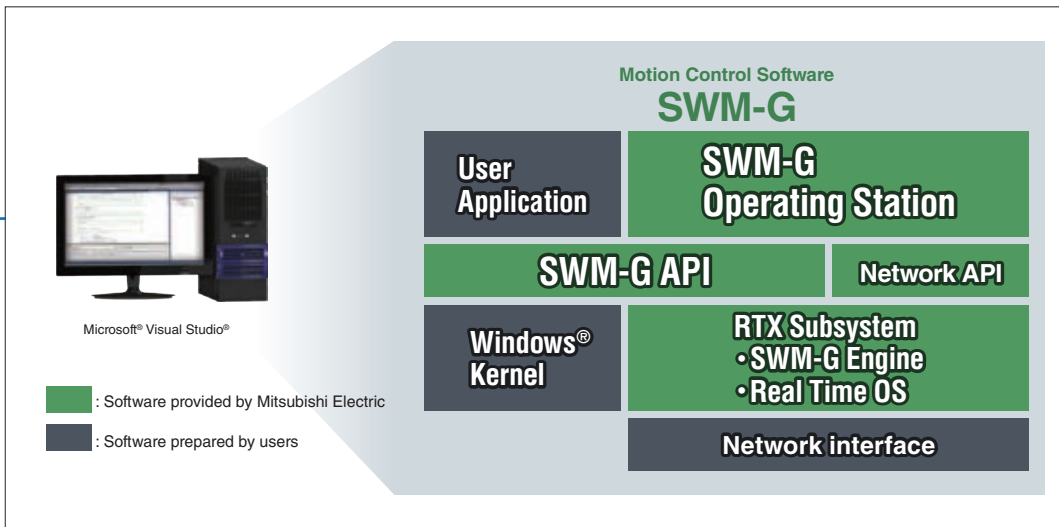 Motion Control Software
SWM-G
User
Application
SWM-G
Operating Station
SWM-G API
Network API
Windows®
Kernel
RTX Subsystem
•SWM-G Engine
•Real Time OS
Network interface
Microsoft® Visual Studio®
: Software provided by Mitsubishi Electric
: Software prepared by users